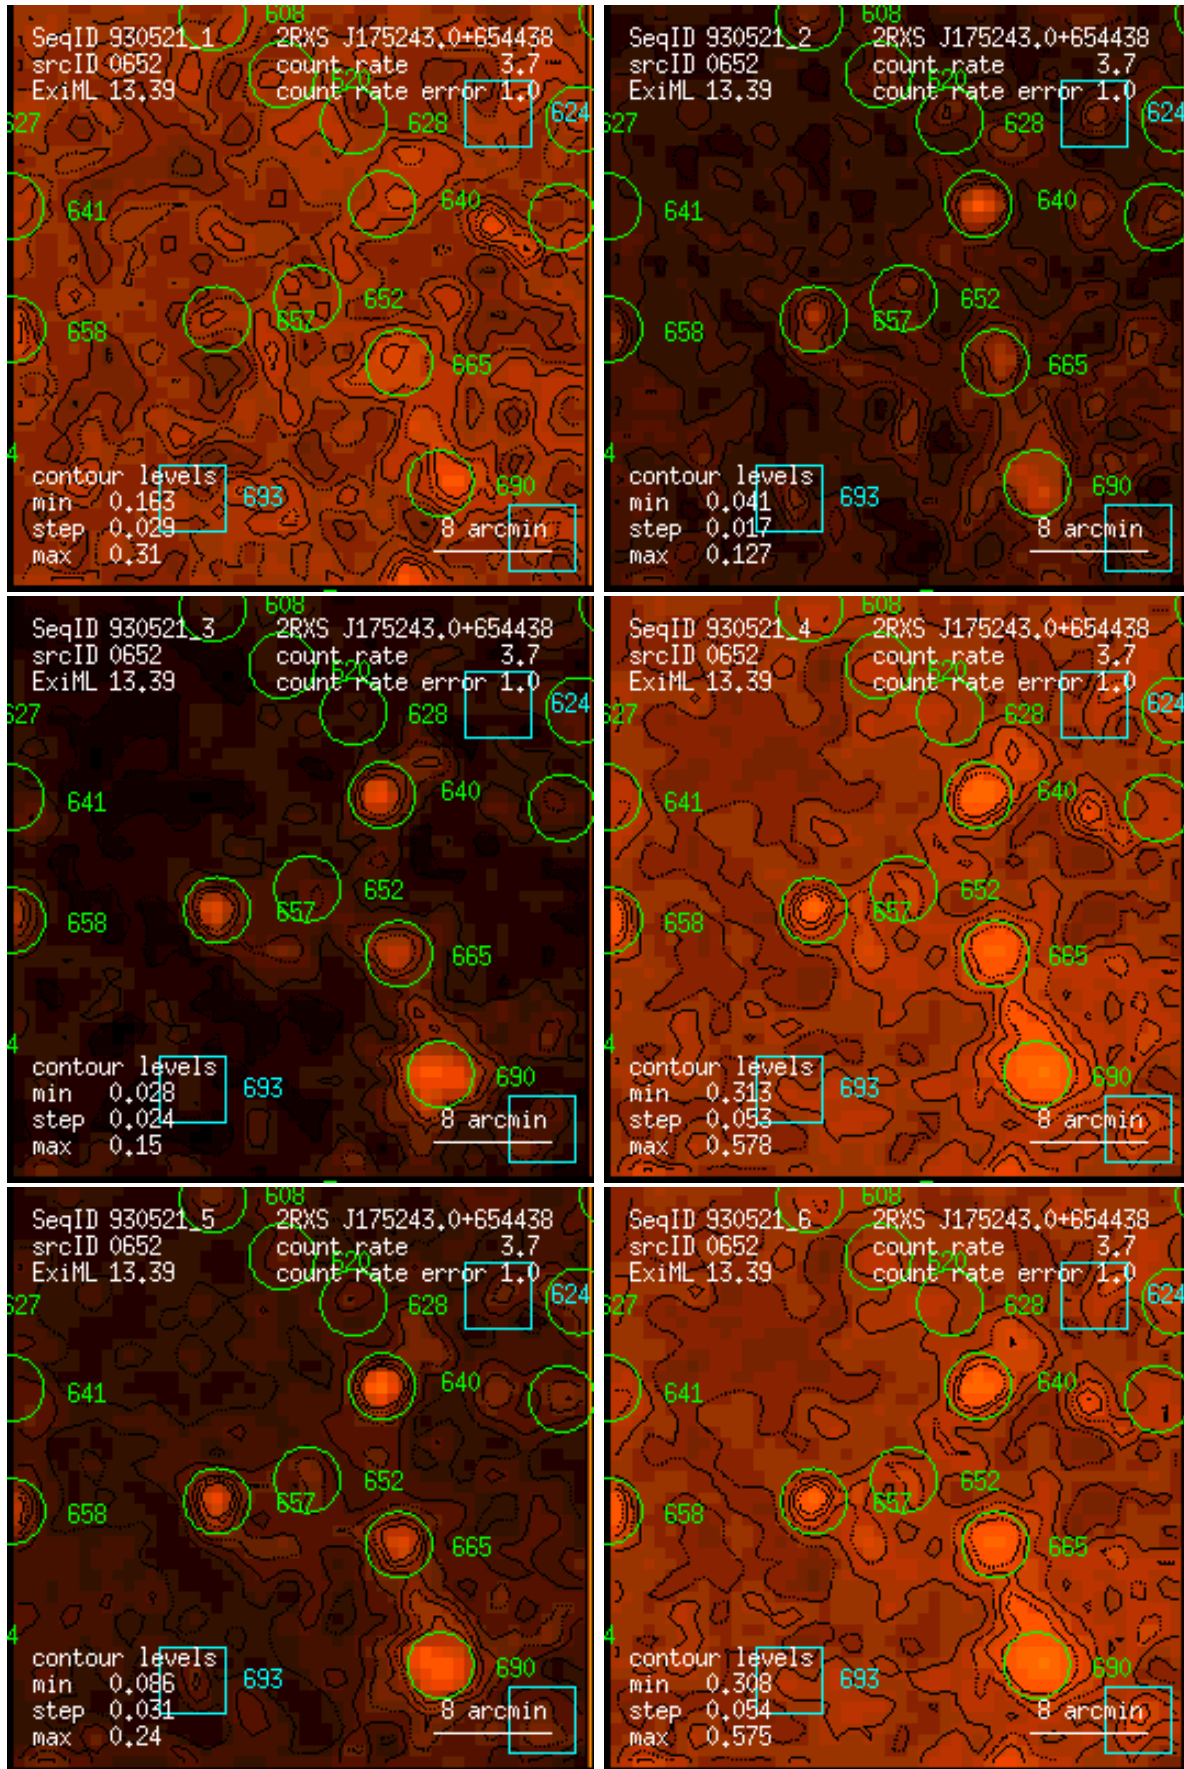 608
SeqID 930521_1 2RXS J175243.0+654438
srcID 0652 count rate 3.7
620
ExiML 13.39 count rate error 1.0
627 628 624
641 640
652
658 657
665
4
contour levels
693 690
min 0.163
step 0.029 8 arcmin
max 0.31
608
SeqID 930521_2 2RXS J175243.0+654438
srcID 0652 count rate 3.7
620
ExiML 13.39 count rate error 1.0
627 628 624
641 640
652
658 657
665
4
contour levels
693 690
min 0.041
step 0.017 8 arcmin
max 0.127
608
SeqID 930521_3 2RXS J175243.0+654438
srcID 0652 count rate 3.7
620
ExiML 13.39 count rate error 1.0
627 628 624
641 640
652
658 657
665
4
contour levels
693 690
min 0.028
step 0.024 8 arcmin
max 0.15
608
SeqID 930521_4 2RXS J175243.0+654438
srcID 0652 count rate 3.7
620
ExiML 13.39 count rate error 1.0
627 628 624
641 640
652
658 657
665
4
contour levels
693 690
min 0.313
step 0.053 8 arcmin
max 0.578
608
SeqID 930521_5 2RXS J175243.0+654438
srcID 0652 count rate 3.7
620
ExiML 13.39 count rate error 1.0
627 628 624
641 640
652
658 657
665
4
contour levels
693 690
min 0.086
step 0.031 8 arcmin
max 0.24
608
SeqID 930521_6 2RXS J175243.0+654438
srcID 0652 count rate 3.7
620
ExiML 13.39 count rate error 1.0
627 628 624
641 640
652
658 657
665
4
contour levels
693 690
min 0.308
step 0.054 8 arcmin
max 0.575